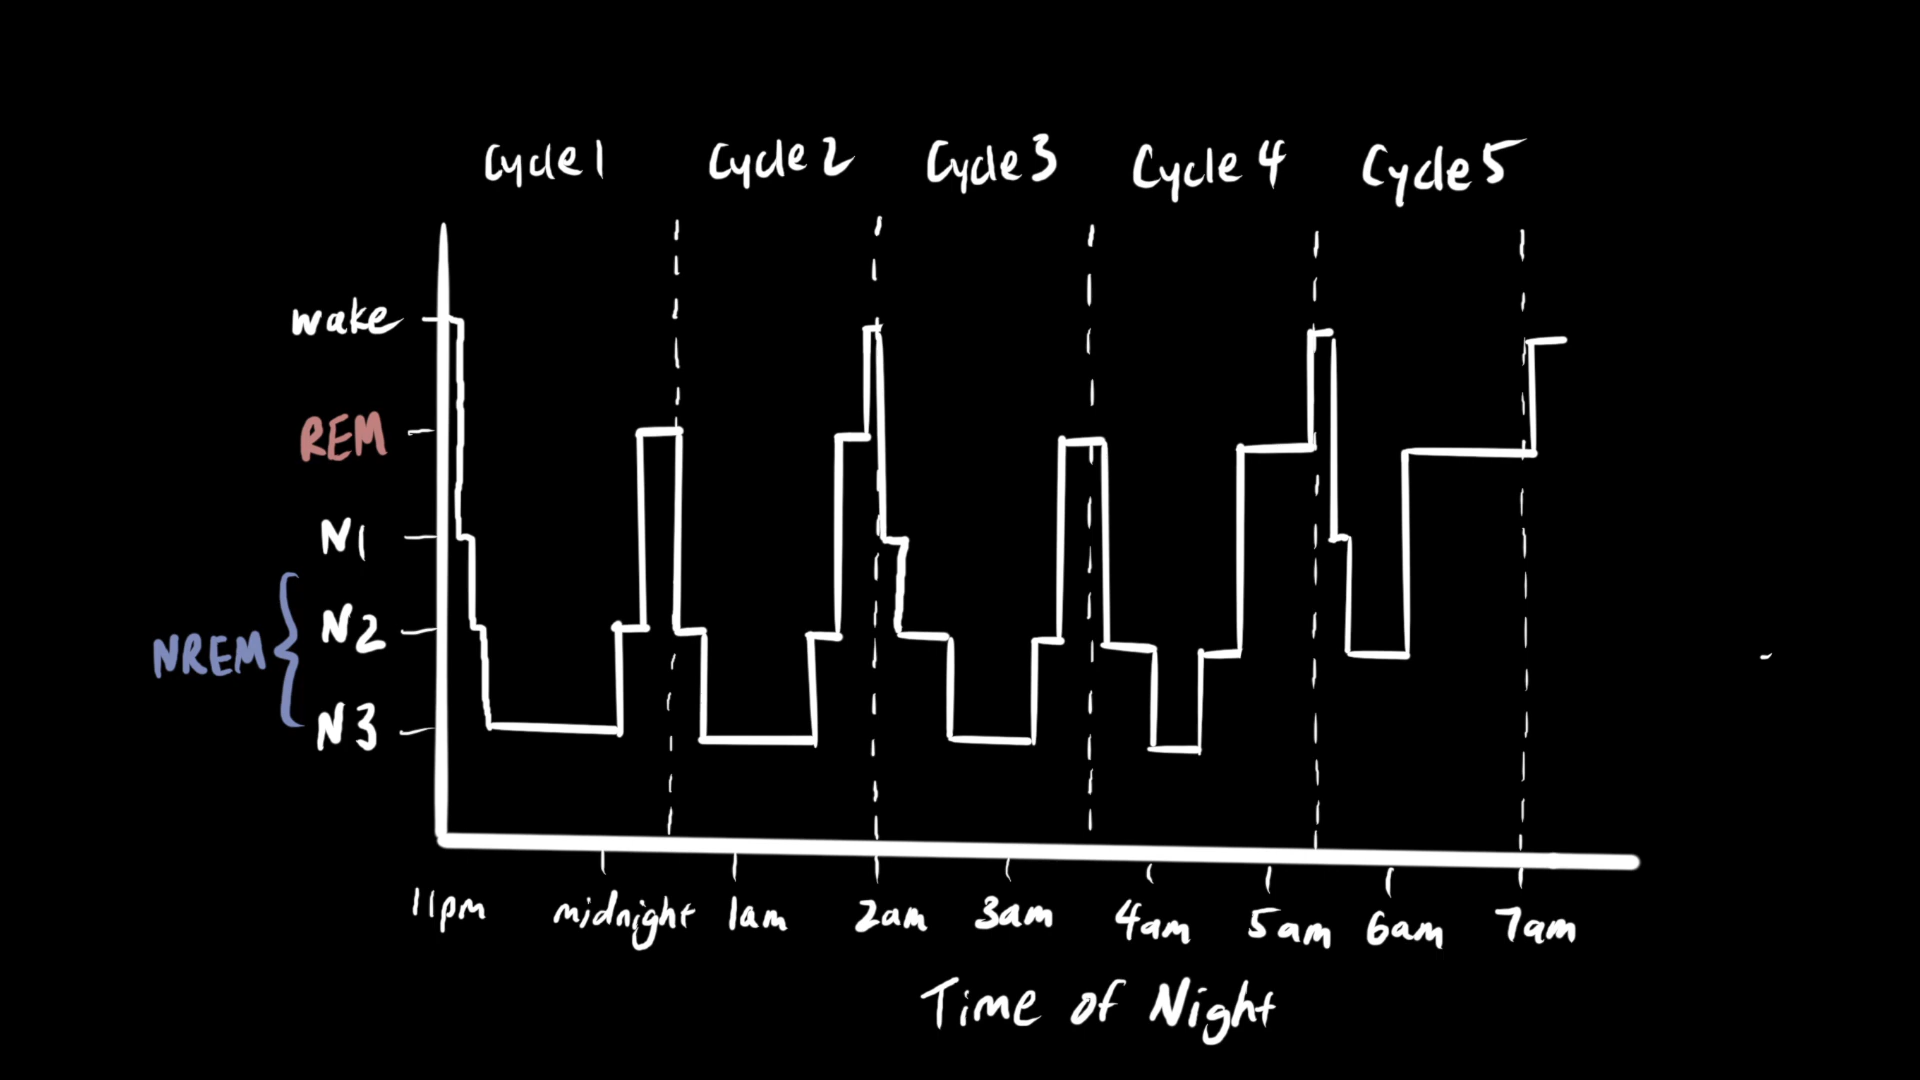 Cycle 1 Cycle 2 Cycle 3 Cycle 4 Cycle 5
wake
REM
N1
N2
NREM
N3
11pm midnight 1am 2am 3am 4am 5am 6am 7am
Time of Night